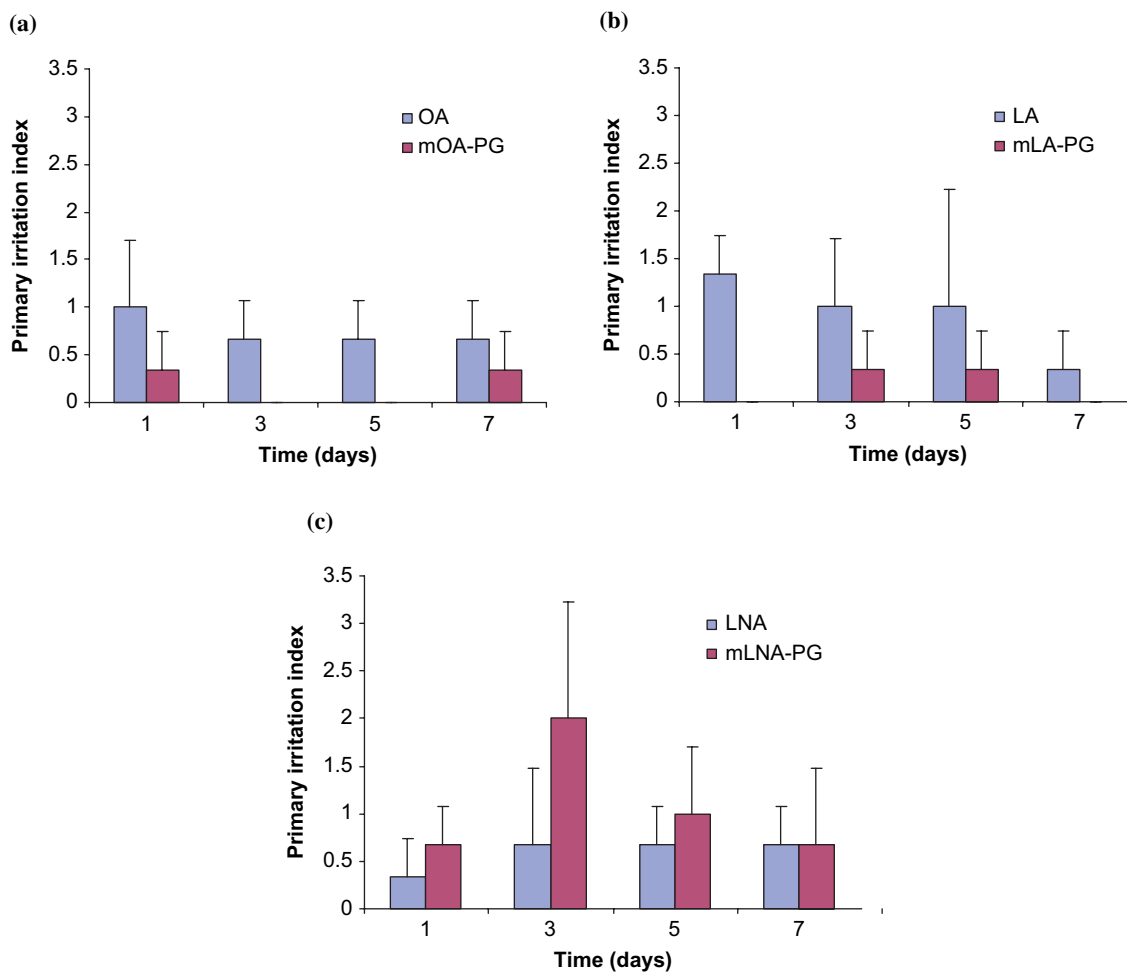 (a)
3.5
3
2.5
2
1.5
1
0.5
0
Primary irritation index
OA
mOA-PG
1 3 5 7
Time (days)
(b)
3.5
3
2.5
2
1.5
1
0.5
0
Primary irritation index
LA
mLA-PG
1 3 5 7
Time (days)
(c)
3.5
3
2.5
2
1.5
1
0.5
0
Primary irritation index
LNA
mLNA-PG
1 3 5 7
Time (days)